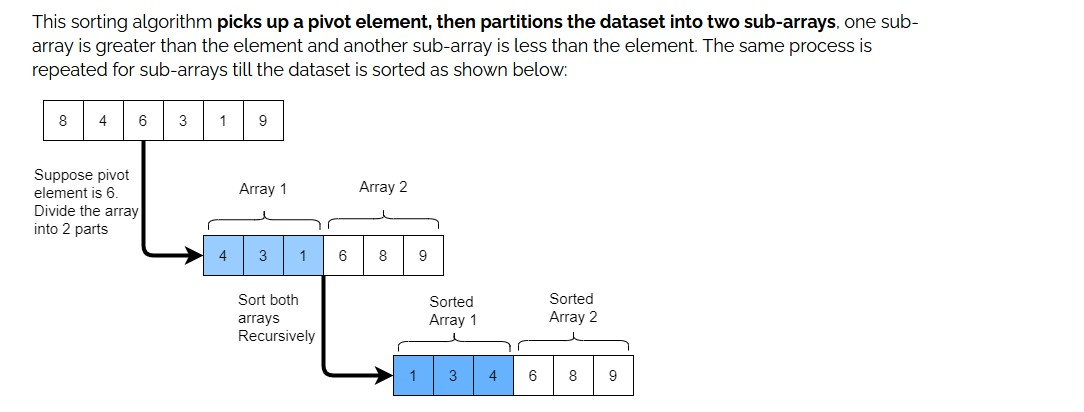 This sorting algorithm picks up a pivot element, then partitions the dataset into two sub-arrays, one sub-
array is greater than the element and another sub-array is less than the element. The same process is
repeated for sub-arrays till the dataset is sorted as shown below:
8 4 6 3 1 9
Suppose pivot
element is 6.
Divide the array
into 2 parts
Array 1
Array 2
4 3 1 6 8 9
Sort both
arrays
Recursively
Sorted
Array 1
Sorted
Array 2
1 3 4 6 8 9